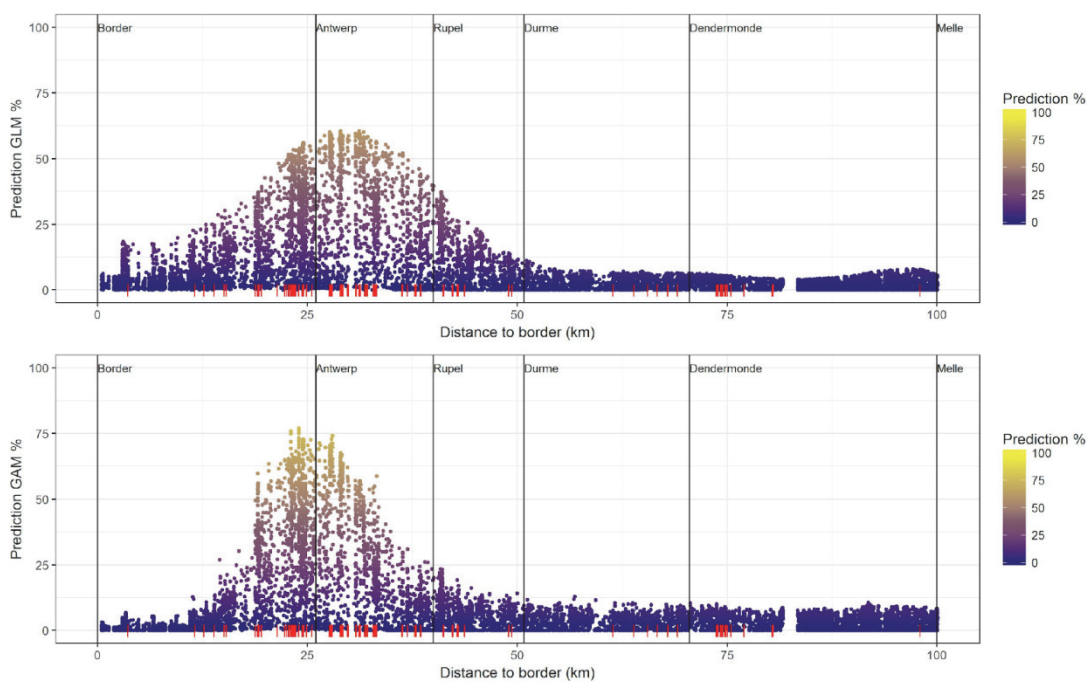 Border Antwerp Rupel Durme Dendermonde Melle
100
75
50
25
0
Prediction GLM %
0 25 50 75 100
Distance to border (km)
Prediction %
100
75
50
25
0
Border Antwerp Rupel Durme Dendermonde Melle
100
75
50
25
0
Prediction GAM %
0 25 50 75 100
Distance to border (km)
Prediction %
100
75
50
25
0